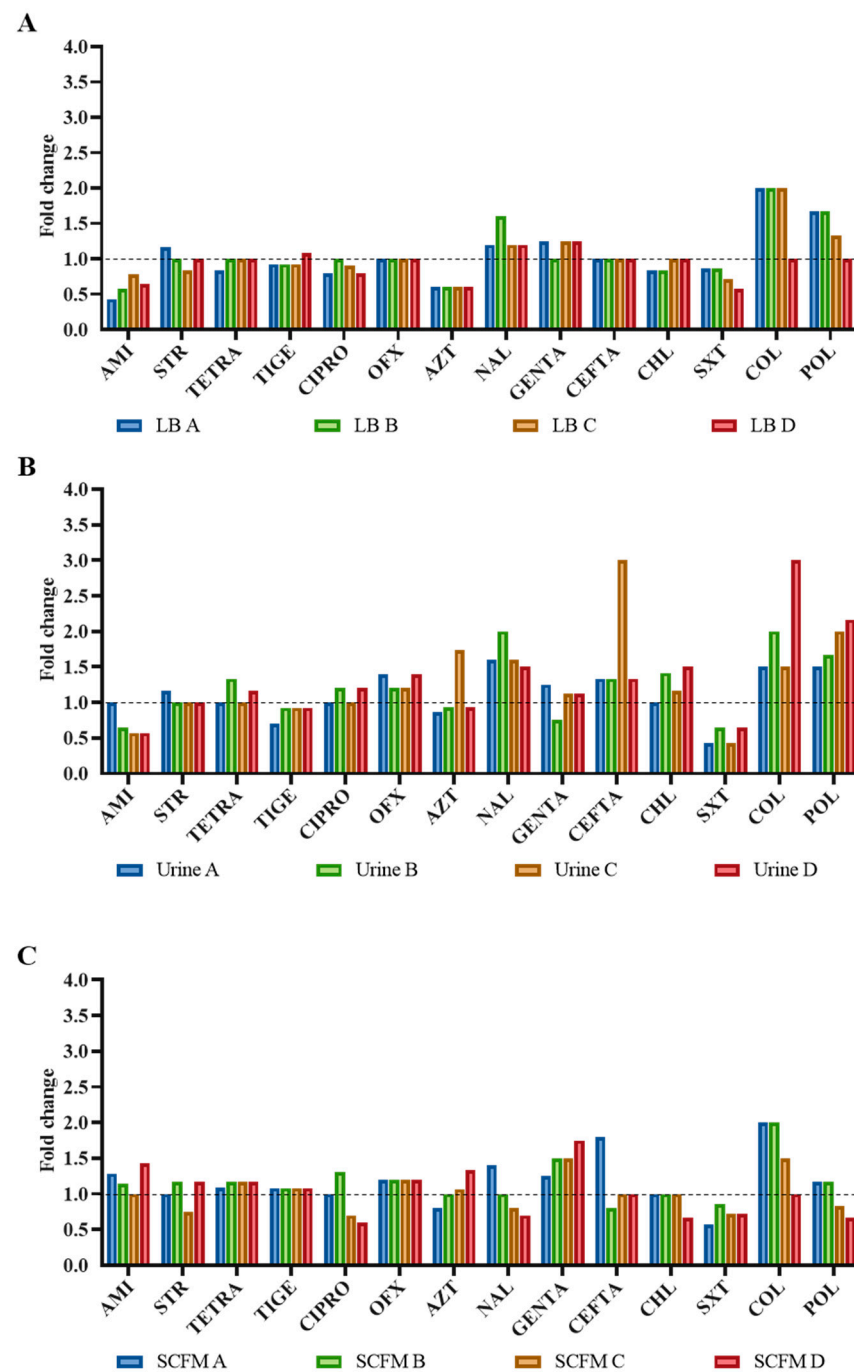 A
Fold change
4.0
3.5
3.0
2.5
2.0
1.5
1.0
0.5
0.0
AMI STR TETRA TIGE CIPRO OFX AZT NAL GENTA CEFTA CHL SXT COL POL
LB A LB B LB C LB D
B
Fold change
4.0
3.5
3.0
2.5
2.0
1.5
1.0
0.5
0.0
AMI STR TETRA TIGE CIPRO OFX AZT NAL GENTA CEFTA CHL SXT COL POL
Urine A Urine B Urine C Urine D
C
Fold change
4.0
3.5
3.0
2.5
2.0
1.5
1.0
0.5
0.0
AMI STR TETRA TIGE CIPRO OFX AZT NAL GENTA CEFTA CHL SXT COL POL
SCFM A SCFM B SCFM C SCFM D